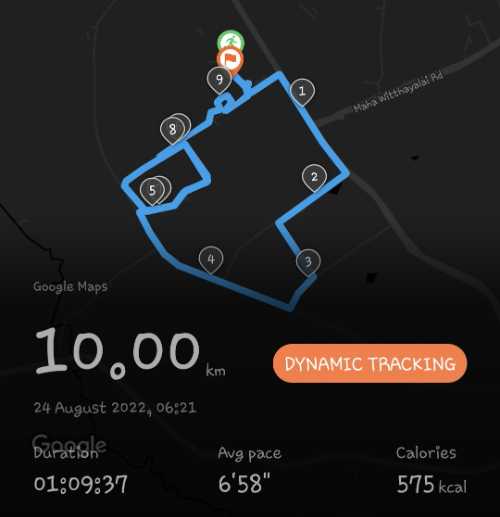 9
1
Maha Witthayalai Rd
8
2
5
4
3
Google Maps
10.00 km
DYNAMIC TRACKING
24 August 2022, 06:21
Google
Duration Avg pace Calories
01:09:37 6'58" 575 kcal